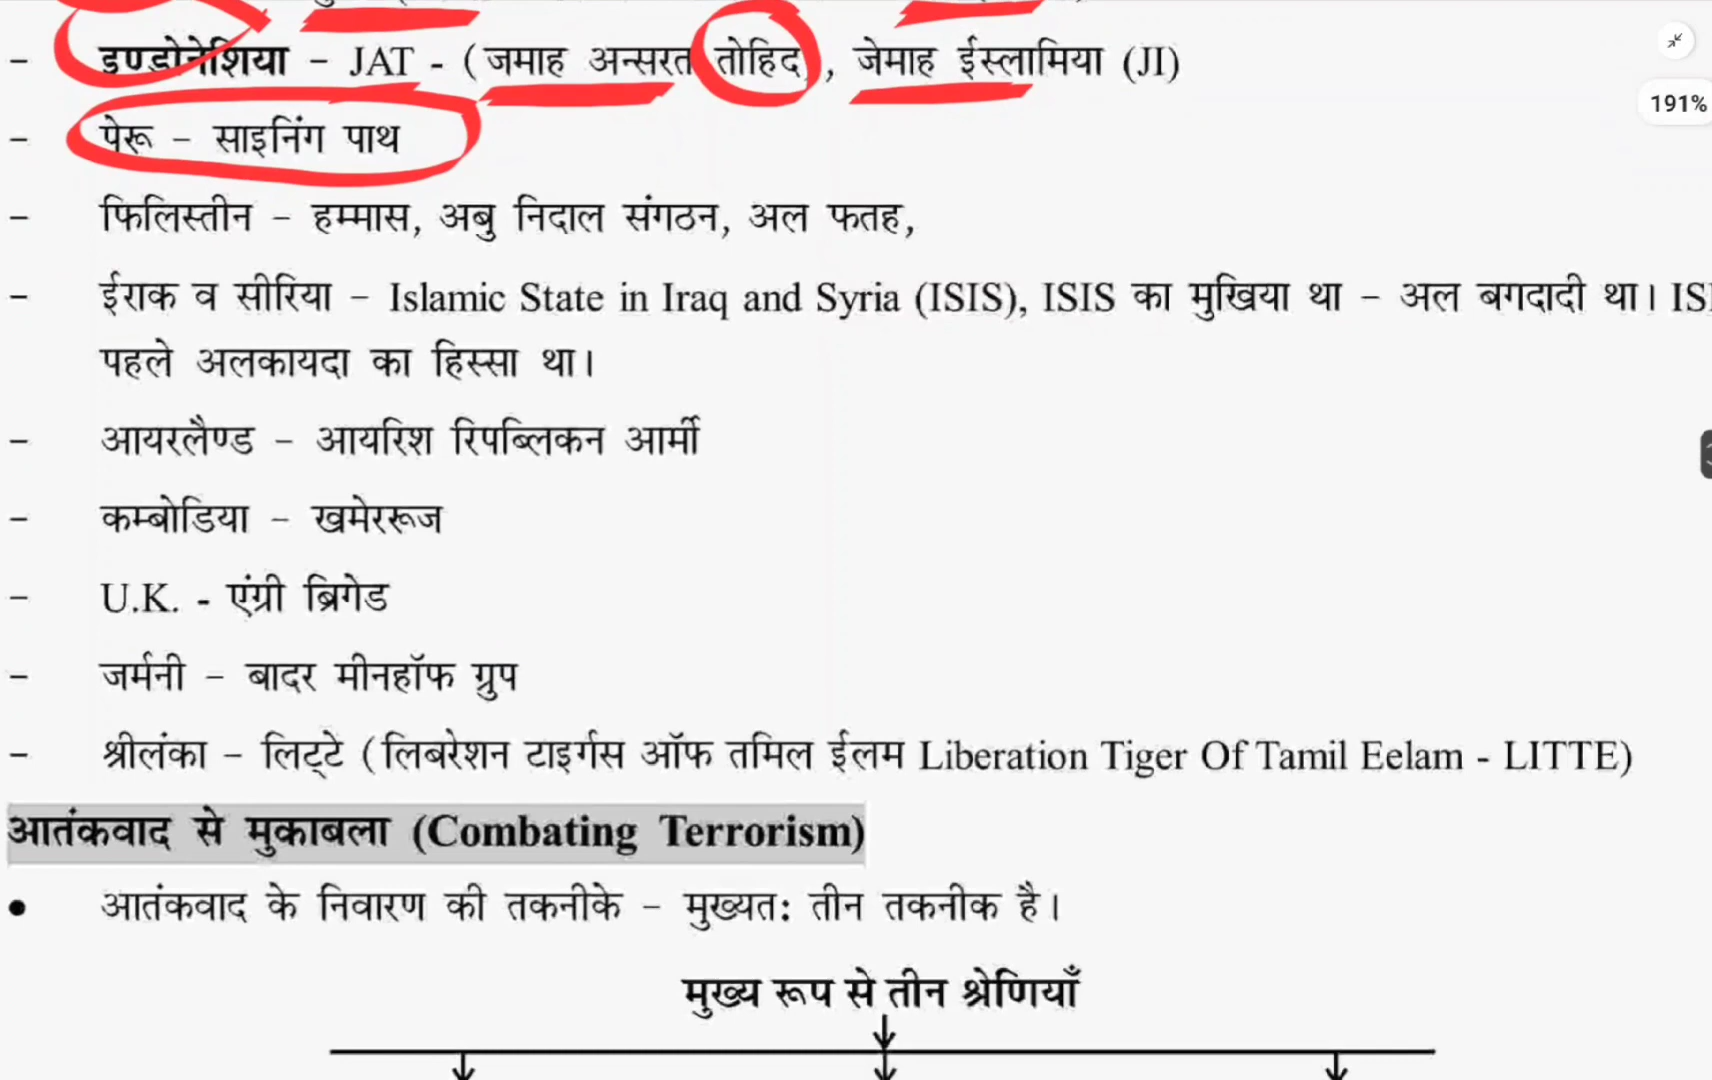 – इण्डोनेशिया – JAT - (जमाह अन्सरत तोहिद), जेमाह ईस्लामिया (JI)
191%
– पेरू – साइनिंग पाथ
– फिलिस्तीन – हम्मास, अबु निदाल संगठन, अल फतह,
– ईराक व सीरिया – Islamic State in Iraq and Syria (ISIS), ISIS का मुखिया था – अल बगदादी था। IS
पहले अलकायदा का हिस्सा था।
– आयरलैण्ड – आयरिश रिपब्लिकन आर्मी
– कम्बोडिया – खमेररूज
– U.K. - एंग्री ब्रिगेड
– जर्मनी – बादर मीनहॉफ ग्रुप
– श्रीलंका – लिट्टे (लिबरेशन टाइर्गस ऑफ तमिल ईलम Liberation Tiger Of Tamil Eelam - LITTE)
आतंकवाद से मुकाबला (Combating Terrorism)
• आतंकवाद के निवारण की तकनीके – मुख्यत: तीन तकनीक है।
मुख्य रूप से तीन श्रेणियाँ